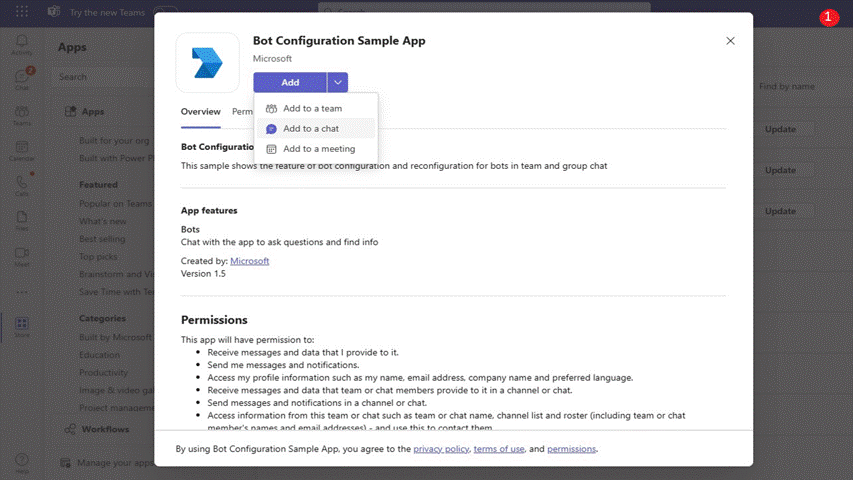 Try the new Teams
1
Activity
Chat
2
Teams
Calendar
Calls
Files
Meet
Store
Help
Apps
Search
Apps
Built for your org
Built with Power Pl
Featured
Popular on Teams
What's new
Best selling
Top picks
Brainstorm and Vis
Save Time with Te
Categories
Built by Microsoft
Education
Productivity
Image & video gal
Project management
Workflows
Manage your apps
Bot Configuration Sample App
Microsoft
Add
Add to a team
Add to a chat
Add to a meeting
Overview
Perm
Bot Configuratio
This sample shows the feature of bot configuration and reconfiguration for bots in team and group chat
App features
Bots
Chat with the app to ask questions and find info
Created by: Microsoft
Version 1.5
Permissions
This app will have permission to:
• Receive messages and data that I provide to it.
• Send me messages and notifications.
• Access my profile information such as my name, email address, company name and preferred language.
• Receive messages and data that team or chat members provide to it in a channel or chat.
• Send messages and notifications in a channel or chat.
• Access information from this team or chat such as team or chat name, channel list and roster (including team or chat
member's names and email addresses) - and use this to contact them.
By using Bot Configuration Sample App, you agree to the privacy policy, terms of use, and permissions.
Find by name
Update
Update
Update